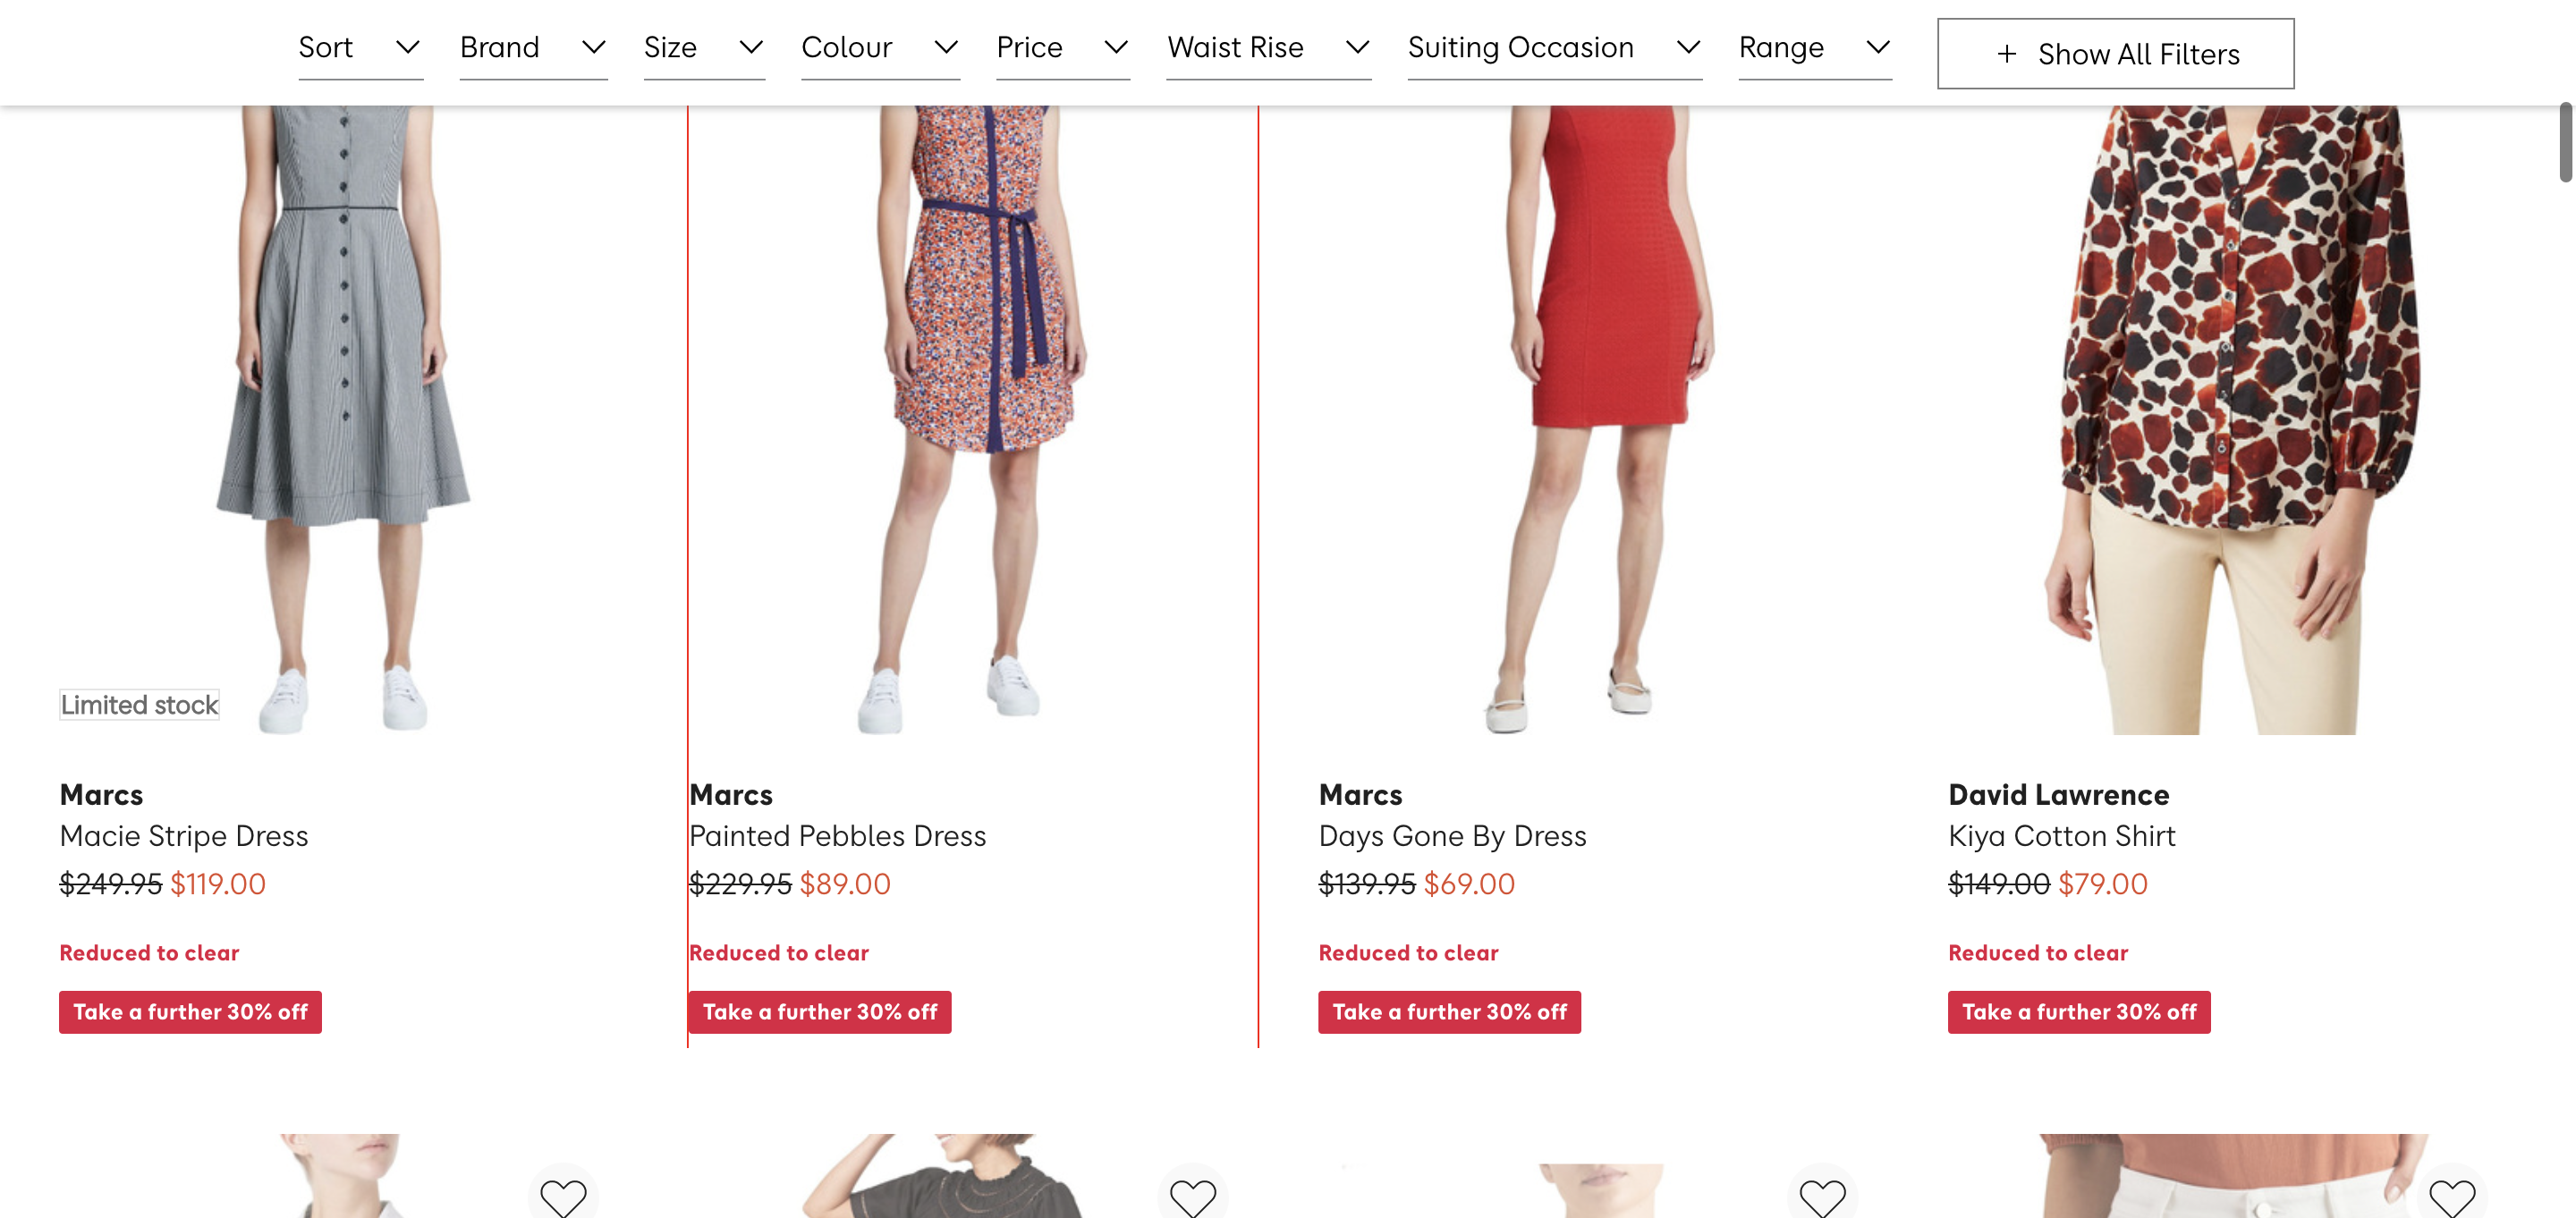 Sort Brand Size Colour Price Waist Rise Suiting Occasion Range + Show All Filters
Limited stock
Marcs
Macie Stripe Dress
$249.95 $119.00
Reduced to clear
Take a further 30% off
Marcs
Painted Pebbles Dress
$229.95 $89.00
Reduced to clear
Take a further 30% off
Marcs
Days Gone By Dress
$139.95 $69.00
Reduced to clear
Take a further 30% off
David Lawrence
Kiya Cotton Shirt
$149.00 $79.00
Reduced to clear
Take a further 30% off